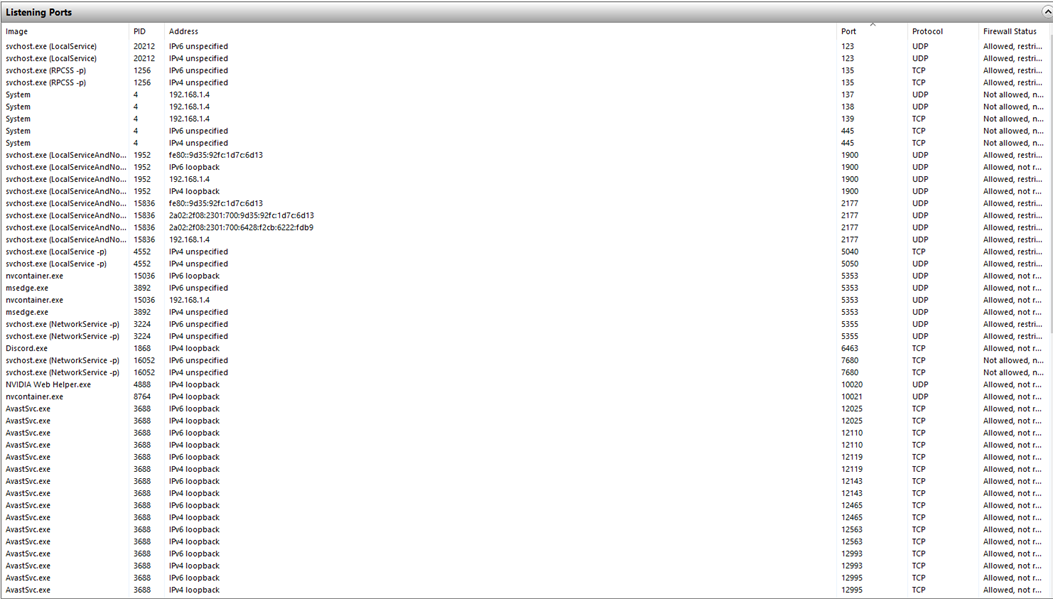 Listening Ports
Image PID Address Port Protocol Firewall Status
svchost.exe (LocalService) 20212 IPv6 unspecified 123 UDP Allowed, restri...
svchost.exe (LocalService) 20212 IPv4 unspecified 123 UDP Allowed, restri...
svchost.exe (RPCSS -p) 1256 IPv6 unspecified 135 TCP Allowed, restri...
svchost.exe (RPCSS -p) 1256 IPv4 unspecified 135 TCP Allowed, restri...
System 4 192.168.1.4 137 UDP Not allowed, n...
System 4 192.168.1.4 138 UDP Not allowed, n...
System 4 192.168.1.4 139 TCP Not allowed, n...
System 4 IPv6 unspecified 445 TCP Not allowed, n...
System 4 IPv4 unspecified 445 TCP Not allowed, n...
svchost.exe (LocalServiceAndNo... 1952 fe80::9d35:92fc:1d7c:6d13 1900 UDP Allowed, restri...
svchost.exe (LocalServiceAndNo... 1952 IPv6 loopback 1900 UDP Allowed, not r...
svchost.exe (LocalServiceAndNo... 1952 192.168.1.4 1900 UDP Allowed, restri...
svchost.exe (LocalServiceAndNo... 1952 IPv4 loopback 1900 UDP Allowed, not r...
svchost.exe (LocalServiceAndNo... 15836 fe80::9d35:92fc:1d7c:6d13 2177 UDP Allowed, restri...
svchost.exe (LocalServiceAndNo... 15836 2a02:2f08:2301:700:9d35:92fc:1d7c:6d13 2177 UDP Allowed, restri...
svchost.exe (LocalServiceAndNo... 15836 2a02:2f08:2301:700:6428:f2cb:6222:fdb9 2177 UDP Allowed, restri...
svchost.exe (LocalServiceAndNo... 15836 192.168.1.4 2177 UDP Allowed, restri...
svchost.exe (LocalService -p) 4552 IPv4 unspecified 5040 TCP Allowed, restri...
svchost.exe (LocalService -p) 4552 IPv4 unspecified 5050 UDP Allowed, restri...
nvcontainer.exe 15036 IPv6 loopback 5353 UDP Allowed, not r...
msedge.exe 3892 IPv6 unspecified 5353 UDP Allowed, not r...
nvcontainer.exe 15036 192.168.1.4 5353 UDP Allowed, not r...
msedge.exe 3892 IPv4 unspecified 5353 UDP Allowed, not r...
svchost.exe (NetworkService -p) 3224 IPv6 unspecified 5355 UDP Allowed, restri...
svchost.exe (NetworkService -p) 3224 IPv4 unspecified 5355 UDP Allowed, restri...
Discord.exe 1868 IPv4 loopback 6463 TCP Allowed, not r...
svchost.exe (NetworkService -p) 16052 IPv6 unspecified 7680 TCP Not allowed, n...
svchost.exe (NetworkService -p) 16052 IPv4 unspecified 7680 TCP Not allowed, n...
NVIDIA Web Helper.exe 4888 IPv4 loopback 10020 UDP Allowed, not r...
nvcontainer.exe 8764 IPv4 loopback 10021 UDP Allowed, not r...
AvastSvc.exe 3688 IPv6 loopback 12025 TCP Allowed, not r...
AvastSvc.exe 3688 IPv4 loopback 12025 TCP Allowed, not r...
AvastSvc.exe 3688 IPv6 loopback 12110 TCP Allowed, not r...
AvastSvc.exe 3688 IPv4 loopback 12110 TCP Allowed, not r...
AvastSvc.exe 3688 IPv6 loopback 12119 TCP Allowed, not r...
AvastSvc.exe 3688 IPv4 loopback 12119 TCP Allowed, not r...
AvastSvc.exe 3688 IPv6 loopback 12143 TCP Allowed, not r...
AvastSvc.exe 3688 IPv4 loopback 12143 TCP Allowed, not r...
AvastSvc.exe 3688 IPv6 loopback 12465 TCP Allowed, not r...
AvastSvc.exe 3688 IPv4 loopback 12465 TCP Allowed, not r...
AvastSvc.exe 3688 IPv6 loopback 12563 TCP Allowed, not r...
AvastSvc.exe 3688 IPv4 loopback 12563 TCP Allowed, not r...
AvastSvc.exe 3688 IPv6 loopback 12993 TCP Allowed, not r...
AvastSvc.exe 3688 IPv4 loopback 12993 TCP Allowed, not r...
AvastSvc.exe 3688 IPv6 loopback 12995 TCP Allowed, not r...
AvastSvc.exe 3688 IPv4 loopback 12995 TCP Allowed, not r...